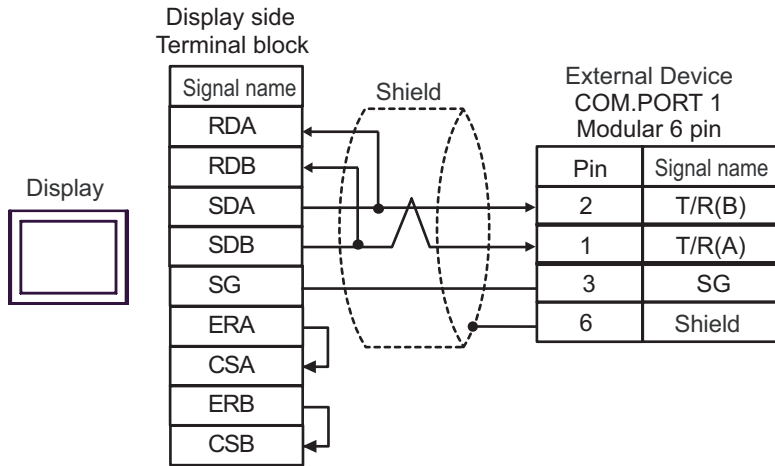 Display side
Terminal block
Signal name
RDA
RDB
SDA
SDB
SG
ERA
CSA
ERB
CSB
Display
Shield
External Device
COM.PORT 1
Modular 6 pin
Pin Signal name
2 T/R(B)
1 T/R(A)
3 SG
6 Shield